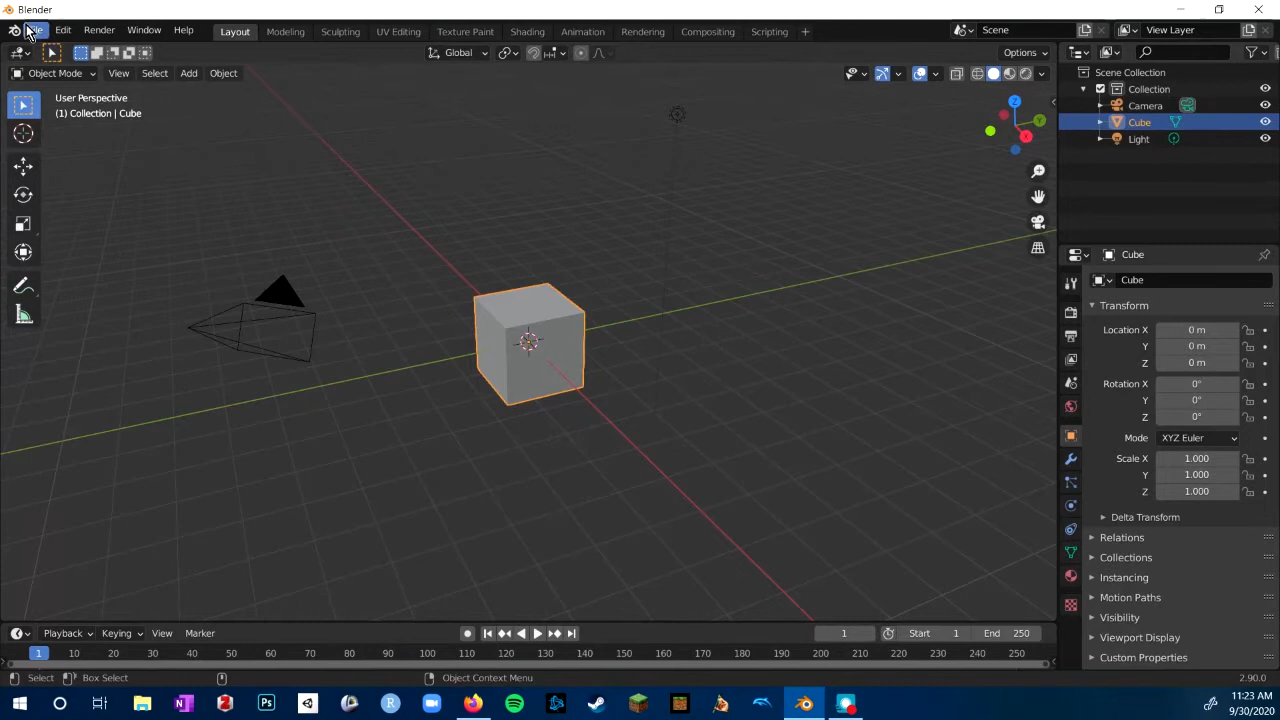 Blender
File Edit Render Window Help Layout Modeling Sculpting UV Editing Texture Paint Shading Animation Rendering Compositing Scripting + Scene View Layer
Global Options
Object Mode View Select Add Object
User Perspective
(1) Collection | Cube
Z
Y
X
Scene Collection
Collection
Camera
Cube
Light
Cube
Cube
Transform
Location X 0 m
Y 0 m
Z 0 m
Rotation X 0°
Y 0°
Z 0°
Mode XYZ Euler
Scale X 1.000
Y 1.000
Z 1.000
Delta Transform
Relations
Collections
Instancing
Motion Paths
Visibility
Viewport Display
Custom Properties
Playback Keying View Marker 1 Start 1 End 250
1 10 20 30 40 50 60 70 80 90 100 110 120 130 140 150 160 170 180 190 200 210 220 230 240 250
Select Box Select Object Context Menu 2.90.0
N Z Ps R
11:23 AM
9/30/2020